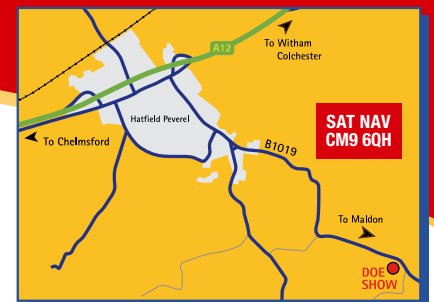 To Witham
Colchester
A12
Hatfield Peverel
To Chelmsford
SAT NAV
CM9 6QH
B1019
To Maldon
DOE
SHOW